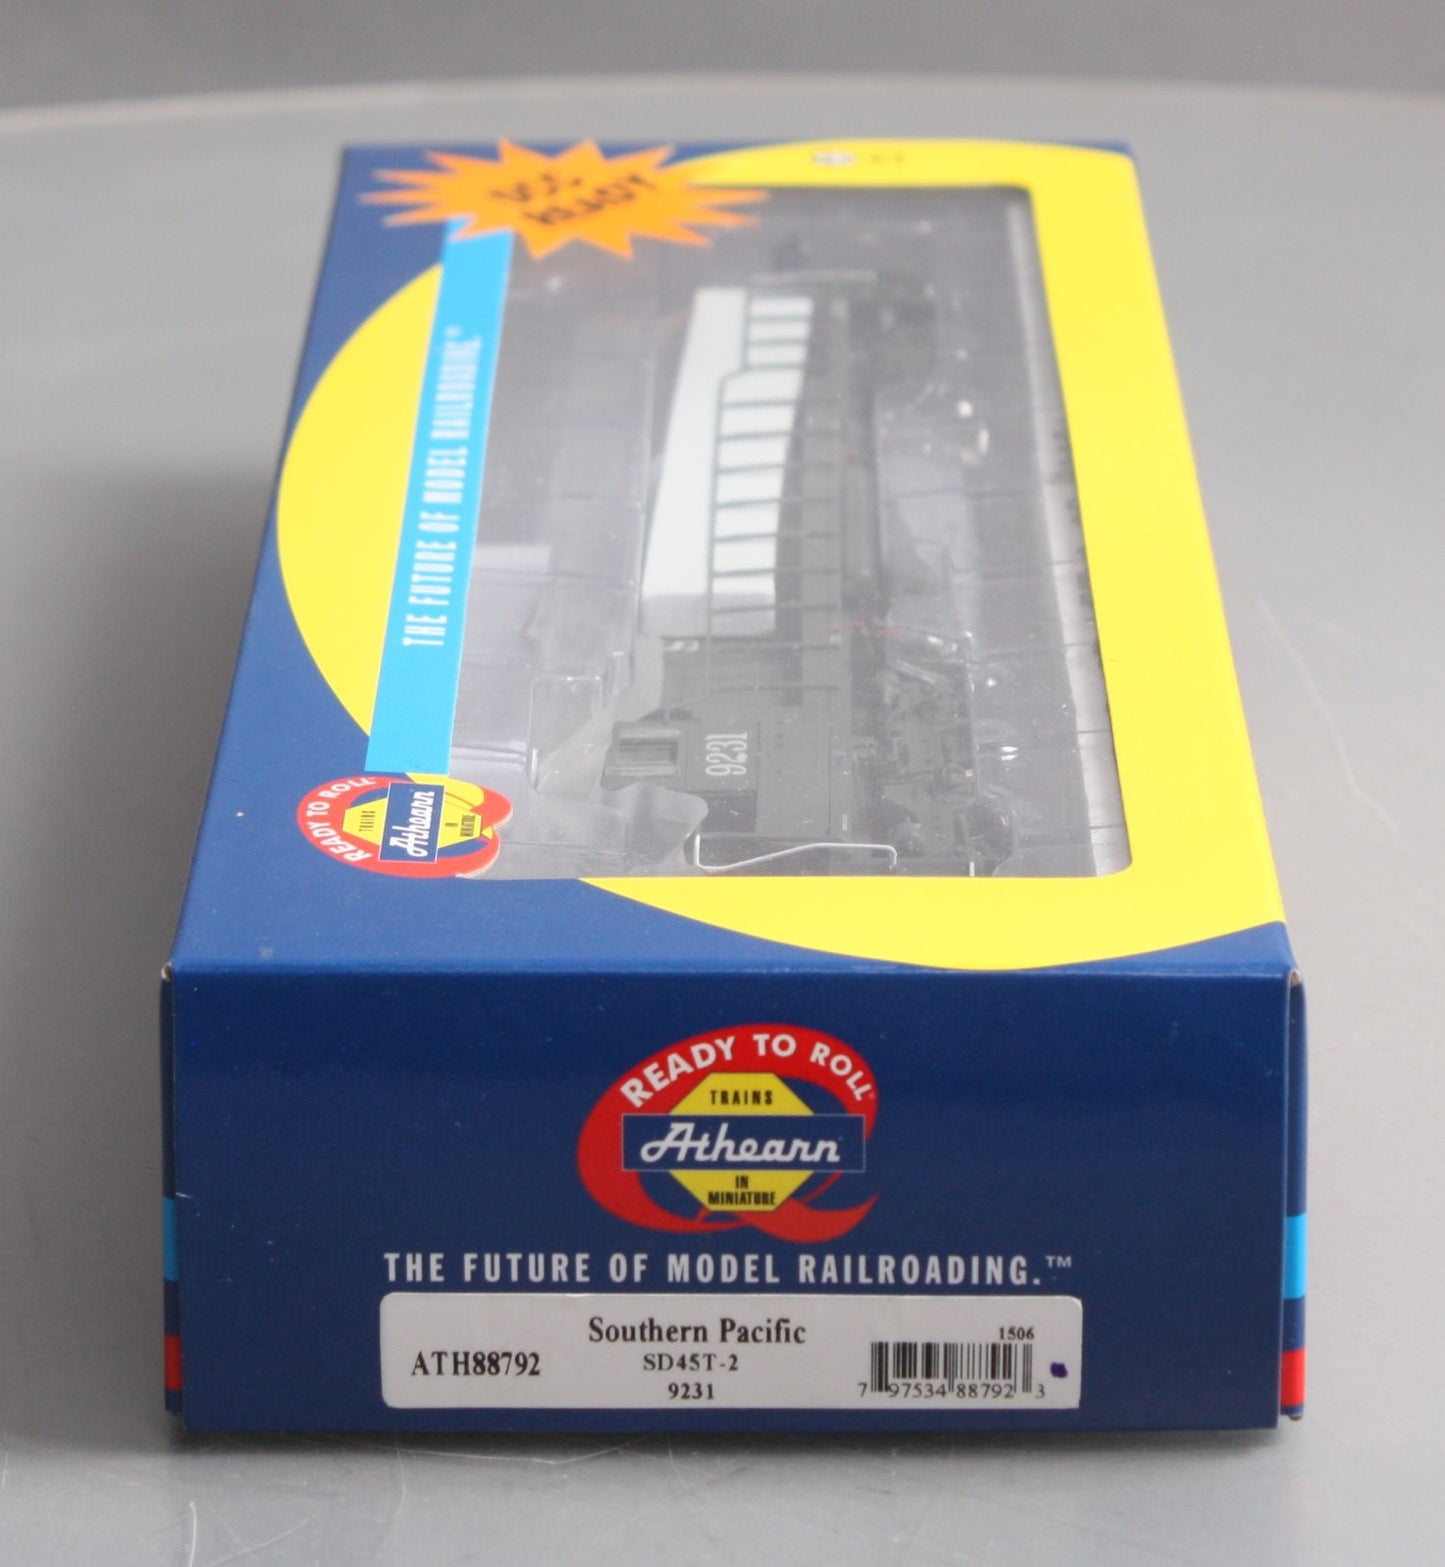 DCC
READY
THE FUTURE OF MODEL RAILROADING.™
9231
READY TO ROLL
TRAINS
Athearn
IN
MINIATURE
READY TO ROLL
TRAINS
Athearn
IN
MINIATURE
THE FUTURE OF MODEL RAILROADING.™
Southern Pacific
1506
ATH88792
SD45T-2
9231
7 97534 88792 3